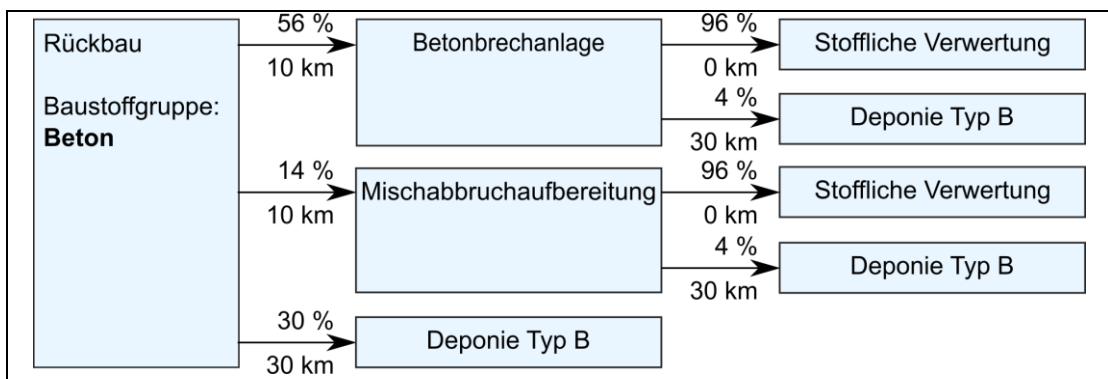 Rückbau
Baustoffgruppe:
Beton
56 %
10 km
Betonbrechanlage
96 %
0 km
Stoffliche Verwertung
4 %
30 km
Deponie Typ B
14 %
10 km
Mischabbruchaufbereitung
96 %
0 km
Stoffliche Verwertung
4 %
30 km
Deponie Typ B
30 %
30 km
Deponie Typ B